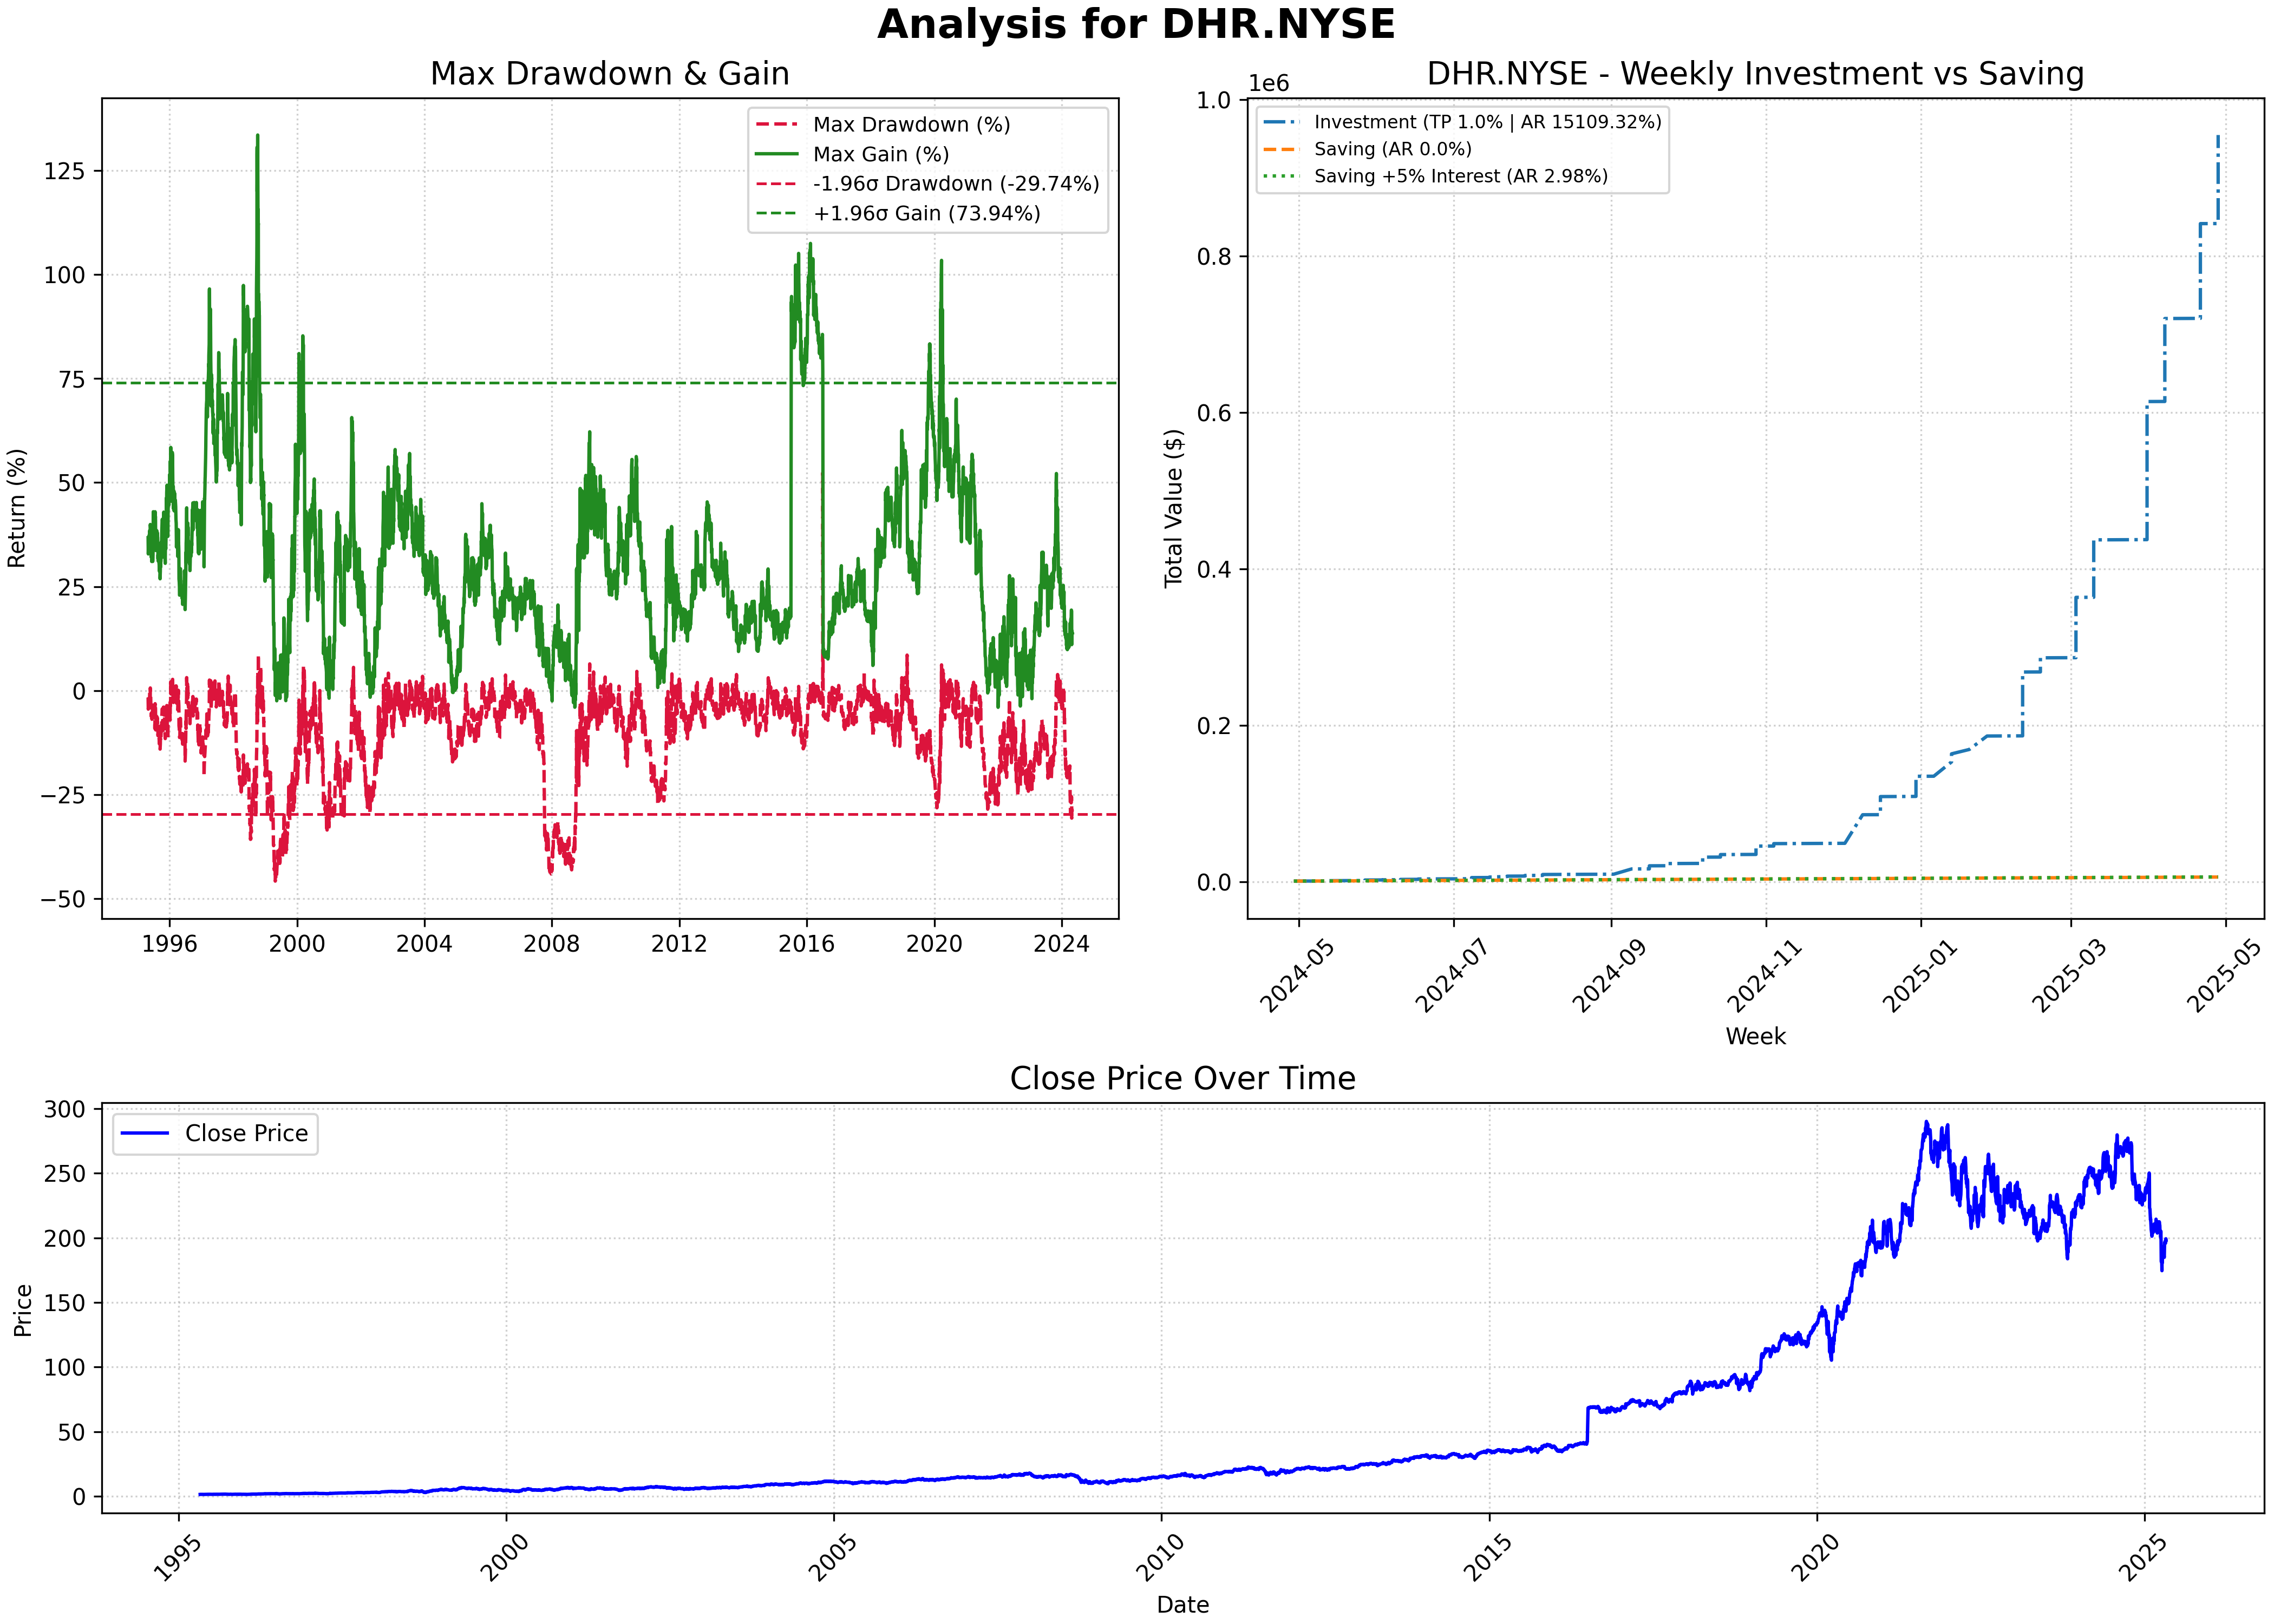 Analysis for DHR.NYSE
Max Drawdown & Gain
Return (%)
125
100
75
50
25
0
−25
−50
1996
2000
2004
2008
2012
2016
2020
2024
Max Drawdown (%)
Max Gain (%)
-1.96σ Drawdown (-29.74%)
+1.96σ Gain (73.94%)
DHR.NYSE - Weekly Investment vs Saving
1e6
Total Value ($)
1.0
0.8
0.6
0.4
0.2
0.0
Investment (TP 1.0% | AR 15109.32%)
Saving (AR 0.0%)
Saving +5% Interest (AR 2.98%)
2024-05
2024-07
2024-09
2024-11
2025-01
2025-03
2025-05
Week
Close Price Over Time
Price
300
250
200
150
100
50
0
Close Price
1995
2000
2005
2010
2015
2020
2025
Date